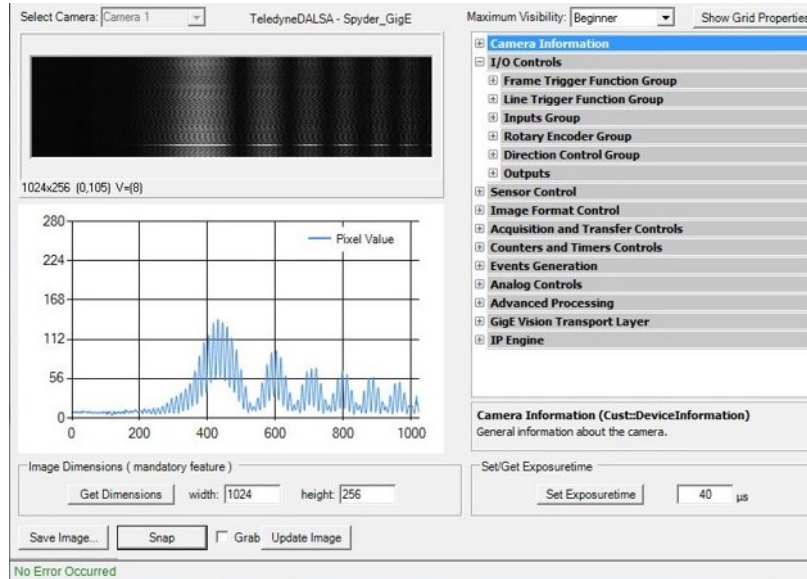 Select Camera: Camera 1 TeledyneDALSA - Spyder_GigE
Maximum Visibility: Beginner Show Grid Properties
1024x256 (0,105) V=(8)
280
224
168
112
56
0
0 200 400 600 800 1000
Pixel Value
Camera Information
I/O Controls
Frame Trigger Function Group
Line Trigger Function Group
Inputs Group
Rotary Encoder Group
Direction Control Group
Outputs
Sensor Control
Image Format Control
Acquisition and Transfer Controls
Counters and Timers Controls
Events Generation
Analog Controls
Advanced Processing
GigE Vision Transport Layer
IP Engine
Camera Information (Cust::DeviceInformation)
General information about the camera.
Image Dimensions ( mandatory feature )
Get Dimensions width: 1024 height: 256
Set/Get Exposuretime
Set Exposuretime 40 µs
Save Image... Snap Grab Update Image
No Error Occurred